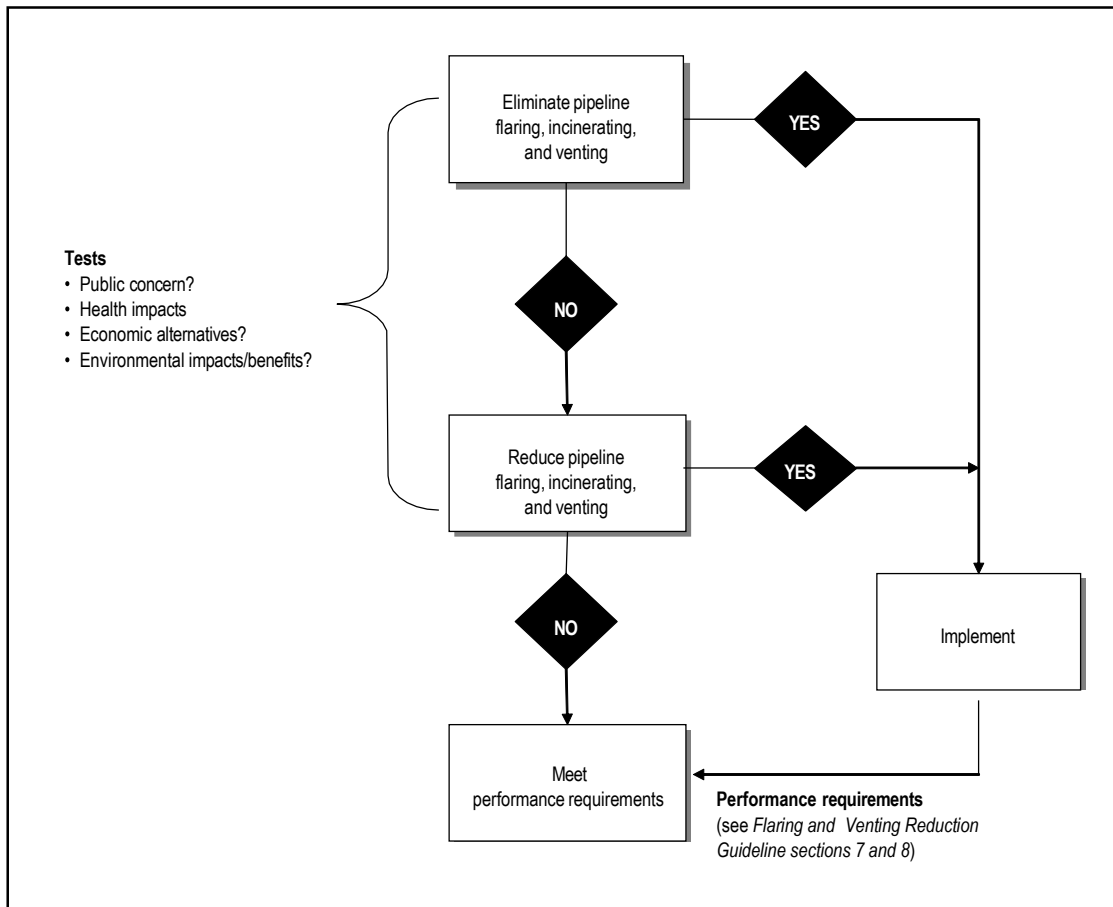 Eliminate pipeline
flaring, incinerating,
and venting
YES
Tests
• Public concern?
• Health impacts
• Economic alternatives?
• Environmental impacts/benefits?
NO
Reduce pipeline
flaring, incinerating,
and venting
YES
NO
Implement
Meet
performance requirements
Performance requirements
(see Flaring and Venting Reduction
Guideline sections 7 and 8)